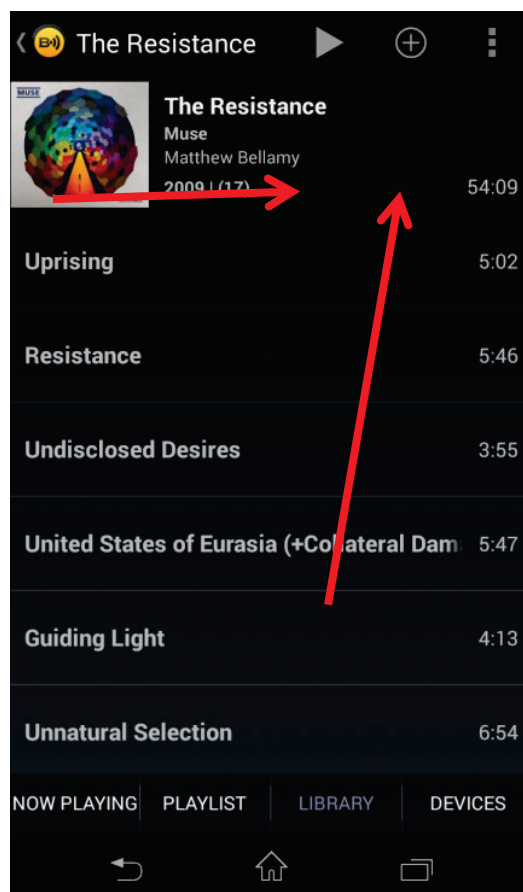 The Resistance
MUSE
The Resistance
Muse
Matthew Bellamy
2009 | (17)
54:09
Uprising 5:02
Resistance 5:46
Undisclosed Desires 3:55
United States of Eurasia (+Collateral Dam 5:47
Guiding Light 4:13
Unnatural Selection 6:54
NOW PLAYING PLAYLIST LIBRARY DEVICES